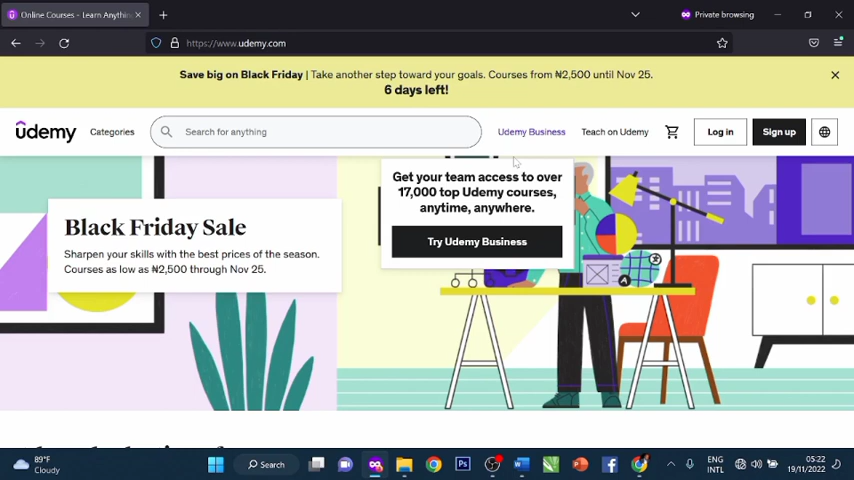 Online Courses - Learn Anythin
Private browsing
https://www.udemy.com
Save big on Black Friday | Take another step toward your goals. Courses from ₦2,500 until Nov 25.
6 days left!
ûdemy
Categories
Search for anything
Udemy Business
Teach on Udemy
Log in
Sign up
Get your team access to over
17,000 top Udemy courses,
anytime, anywhere.
Try Udemy Business
Black Friday Sale
Sharpen your skills with the best prices of the season.
Courses as low as ₦2,500 through Nov 25.
A
89°F
Cloudy
Search
ENG
INTL
05:22
19/11/2022